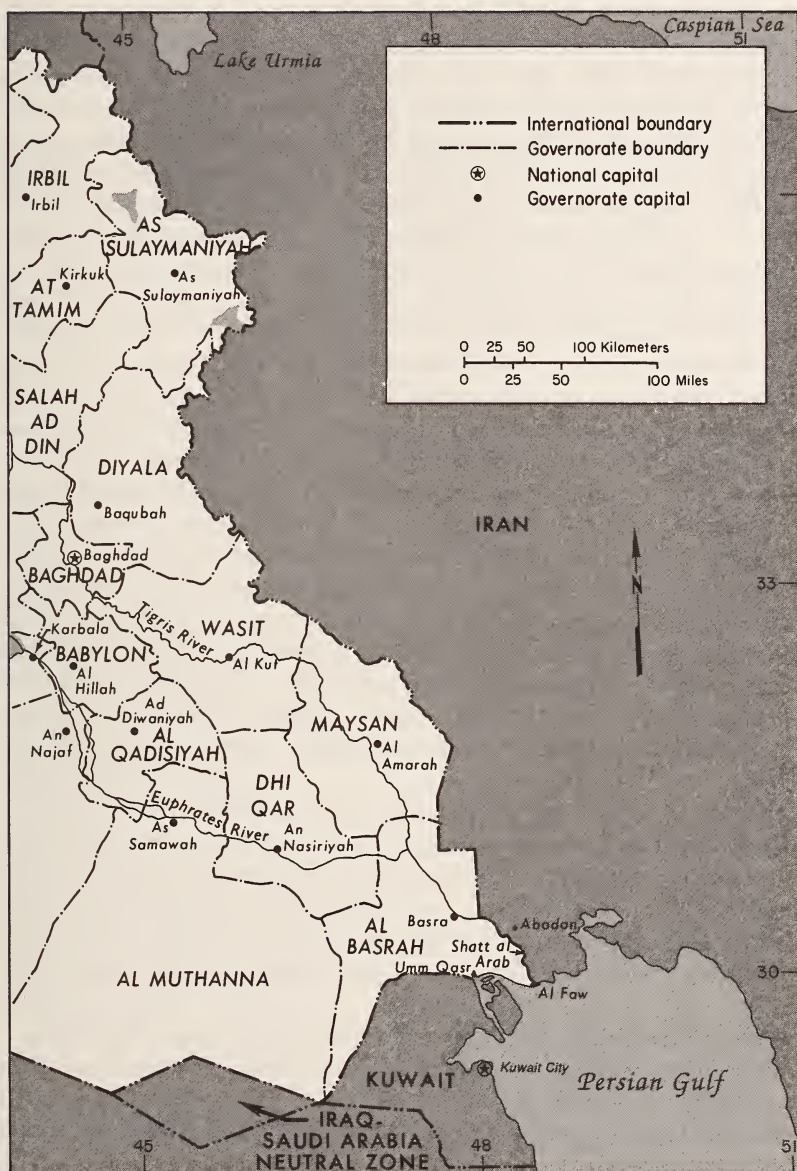 45
48
Caspian Sea
51
Lake Urmia
International boundary
Governorate boundary
National capital
Governorate capital
0 25 50 100 Kilometers
0 25 50 100 Miles
IRBIL
Irbil
AS
SULAYMANIYAH
Kirkuk
As
Sulaymaniyah
AT
TAMIM
SALAH
AD
DIN
DIYALA
Baqubah
IRAN
N
Baghdad
BAGHDAD
33
Tigris River
WASIT
Karbala
BABYLON
Al
Hillah
Al Kut
Ad
Diwaniyah
An
Najaf
AL
QADISIYAH
MAYSAN
Al
Amarah
DHI
QAR
Euphrates River
As
Samawah
An
Nasiriyah
Basra
Abadan
AL
BASRAH
Shatt al
Arab
Umm Qasr
30
Al Faw
AL MUTHANNA
KUWAIT
Kuwait City
Persian Gulf
IRAQ-
SAUDI ARABIA
NEUTRAL ZONE
45
48
51